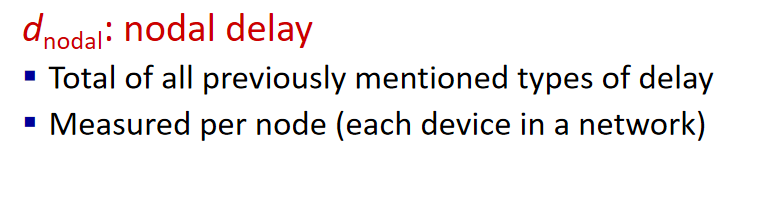 dnodal: nodal delay
▪ Total of all previously mentioned types of delay
▪ Measured per node (each device in a network)